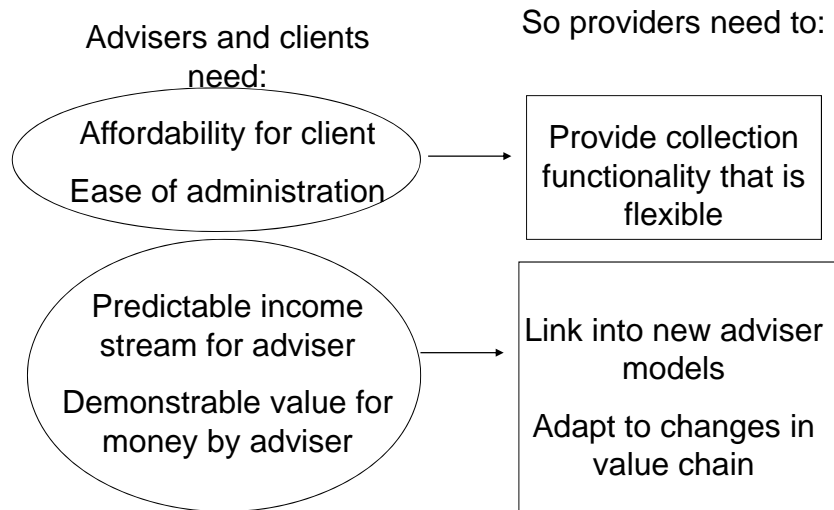 Advisers and clients
need:
So providers need to:
Affordability for client
Ease of administration
Provide collection
functionality that is
flexible
Predictable income
stream for adviser
Demonstrable value for
money by adviser
Link into new adviser
models
Adapt to changes in
value chain